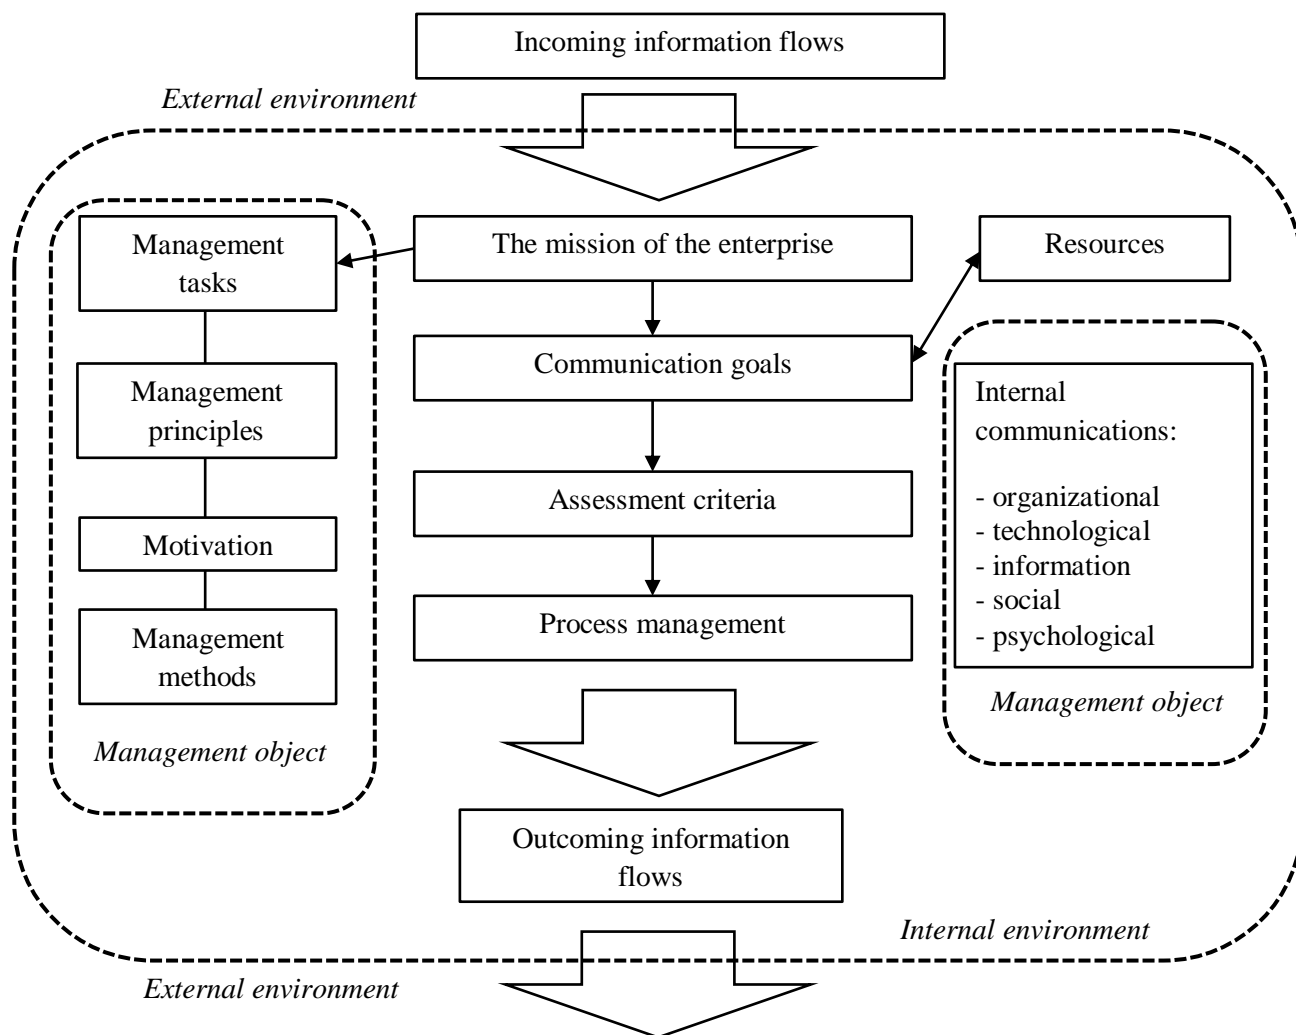 Incoming information flows
External environment
Management
tasks
The mission of the enterprise
Resources
Management
principles
Communication goals
Internal
communications:
- organizational
- technological
- information
- social
- psychological
Management object
Assessment criteria
Motivation
Process management
Management
methods
Management object
Outcoming information
flows
Internal environment
External environment